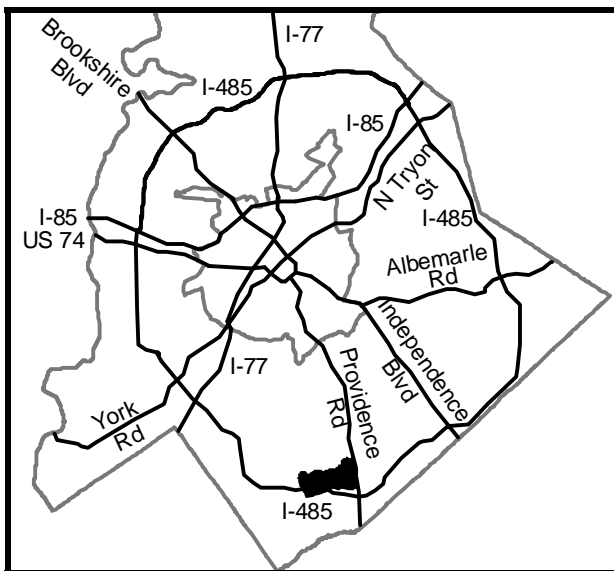 I-77
Brookshire
Blvd
I-485
I-85
N Tryon
St
I-85
US 74
I-485
Albemarle
Rd
Independence
Blvd
I-77
Providence
Rd
York
Rd
I-485